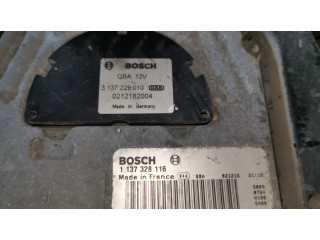 BOSCH
QBA 12V
3 137 229 010
0212182004
Made in Germany
BOSCH
1 137 328 116
Made in France